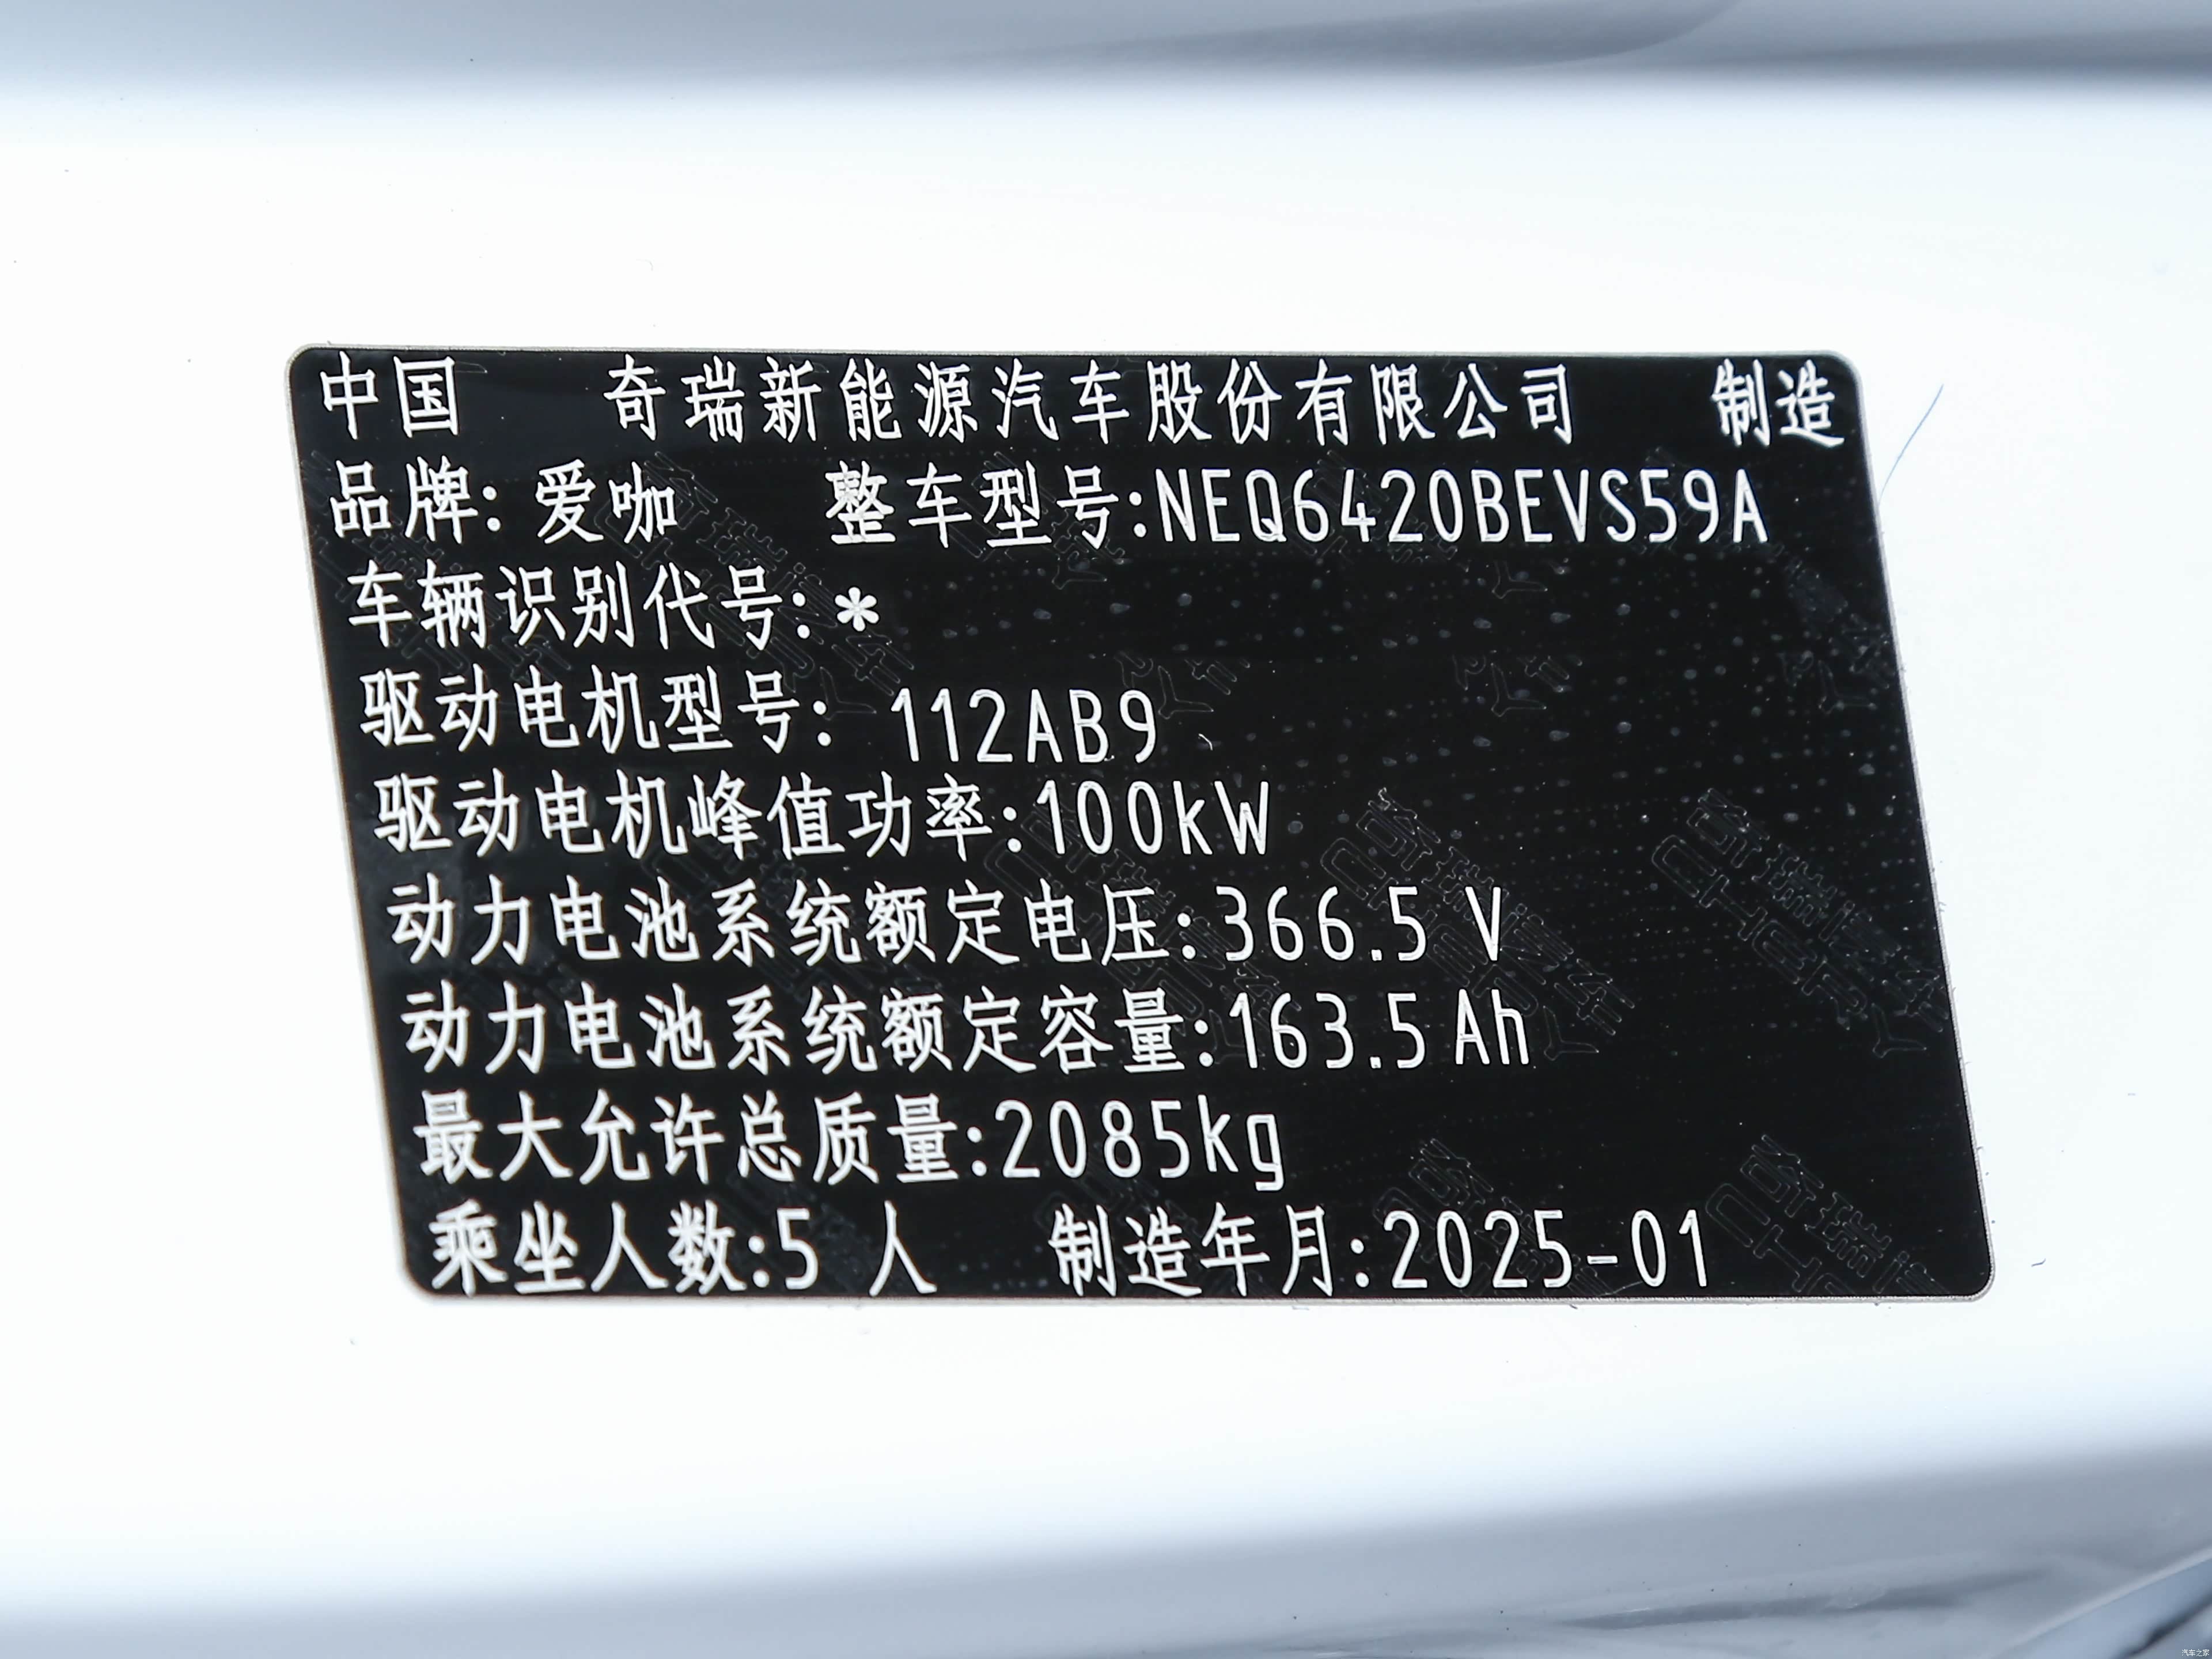 中国 奇瑞新能源汽车股份有限公司 制造
品牌: 爱咖 整车型号:NEQ6420BEVS59A
车辆识别代号:*
驱动电机型号: 112AB9
驱动电机峰值功率:100kW
动力电池系统额定电压:366.5 V
动力电池系统额定容量:163.5 Ah
最大允许总质量:2085kg
乘坐人数:5 人 制造年月:2025-01
汽车之家